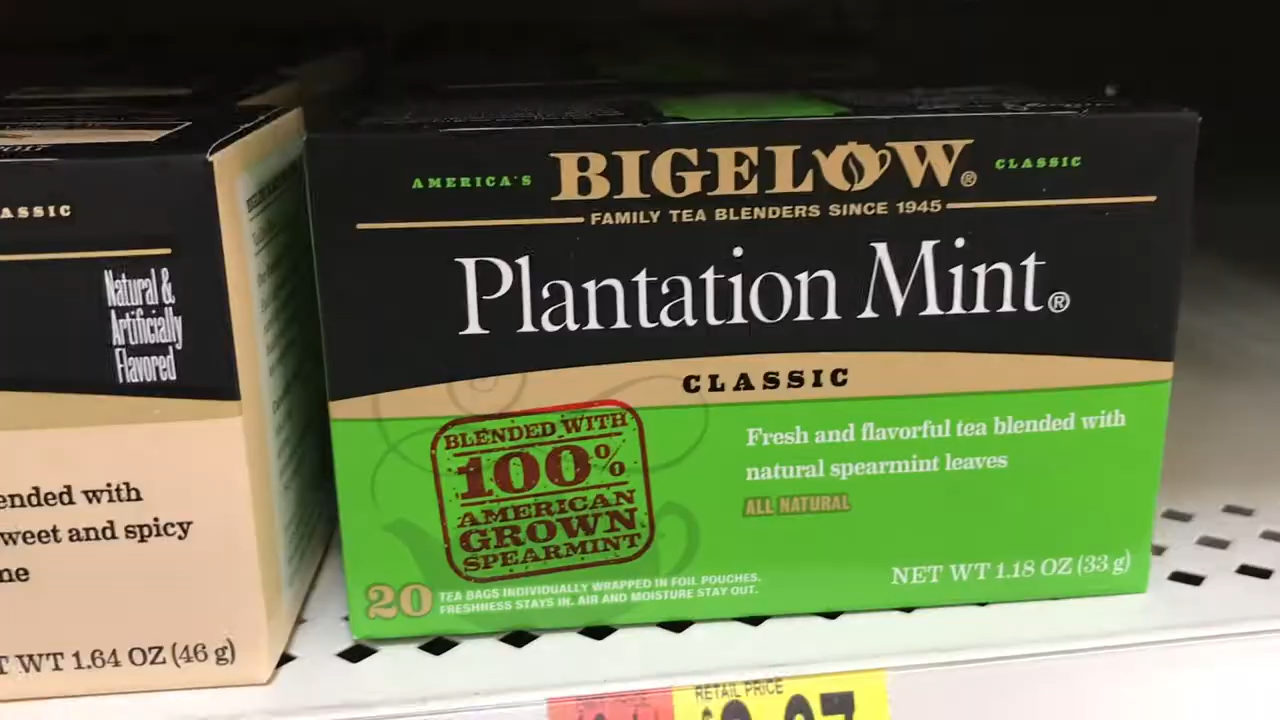 ASSIC
Natural &
Artificially
Flavored
ended with
weet and spicy
me
T WT 1.64 OZ (46 g)
AMERICA'S BIGELOW® CLASSIC
FAMILY TEA BLENDERS SINCE 1945
Plantation Mint®
CLASSIC
BLENDED WITH
100%
AMERICAN
GROWN
SPEARMINT
Fresh and flavorful tea blended with
natural spearmint leaves
ALL NATURAL
20 TEA BAGS INDIVIDUALLY WRAPPED IN FOIL POUCHES.
FRESHNESS STAYS IN. AIR AND MOISTURE STAY OUT.
NET WT 1.18 OZ (33 g)
RETAIL PRICE